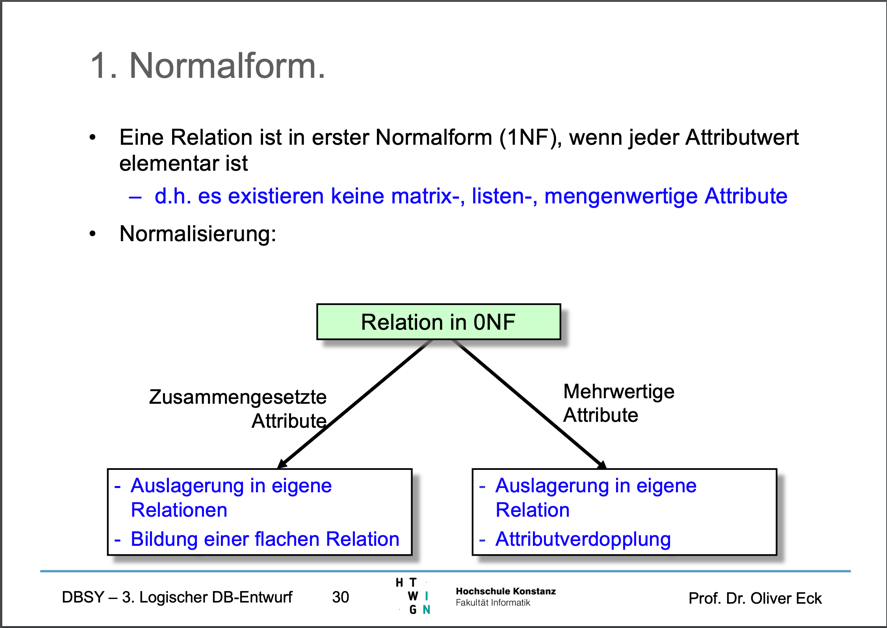 1. Normalform.
• Eine Relation ist in erster Normalform (1NF), wenn jeder Attributwert
elementar ist
– d.h. es existieren keine matrix-, listen-, mengenwertige Attribute
• Normalisierung:
Relation in 0NF
Zusammengesetzte
Attribute
Mehrwertige
Attribute
- Auslagerung in eigene
Relationen
- Bildung einer flachen Relation
- Auslagerung in eigene
Relation
- Attributverdopplung
DBSY – 3. Logischer DB-Entwurf
30
H T
W I
G N
Hochschule Konstanz
Fakultät Informatik
Prof. Dr. Oliver Eck